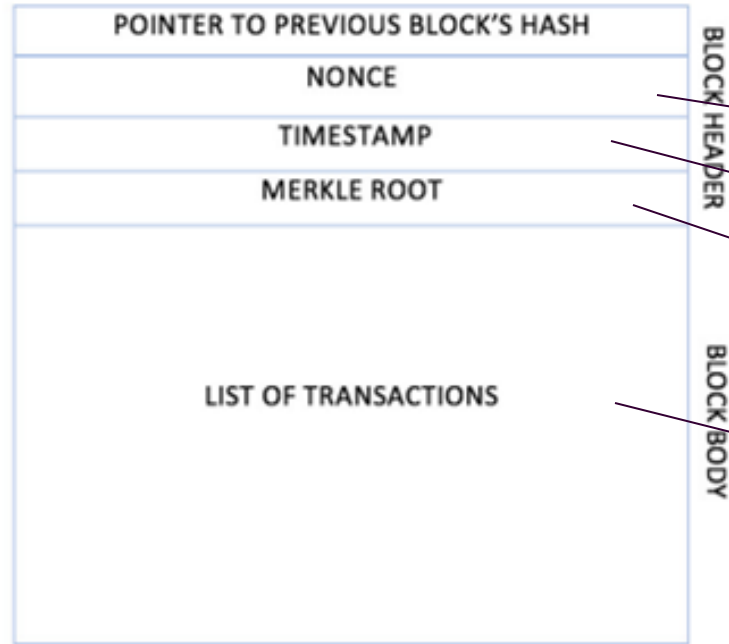 POINTER TO PREVIOUS BLOCK'S HASH
NONCE
TIMESTAMP
MERKLE ROOT
BLOCK HEADER
LIST OF TRANSACTIONS
BLOCK BODY